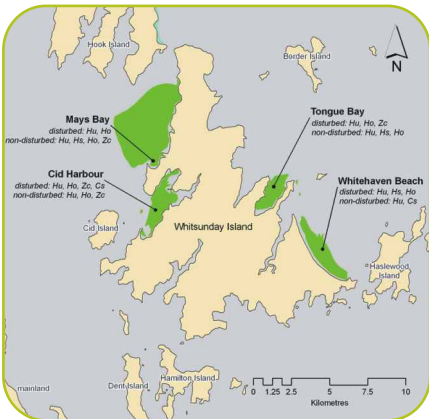 Hook Island
Border Island
N
Mays Bay
disturbed: Hu, Ho
non-disturbed: Hu, Hs, Ho, Zc
Tongue Bay
disturbed: Hu, Ho, Zc
non-disturbed: Hu, Hs, Ho
Cid Harbour
disturbed: Hu, Ho, Zc, Cs
non-disturbed: Hu, Ho, Zc
Whitehaven Beach
disturbed: Hu, Hs, Ho
non-disturbed: Hu, Cs
Cid Island
Whitsunday Island
Haslewood
Island
mainland
Dent Island
Hamilton Island
0 1.25 2.5 5 7.5 10
Kilometres